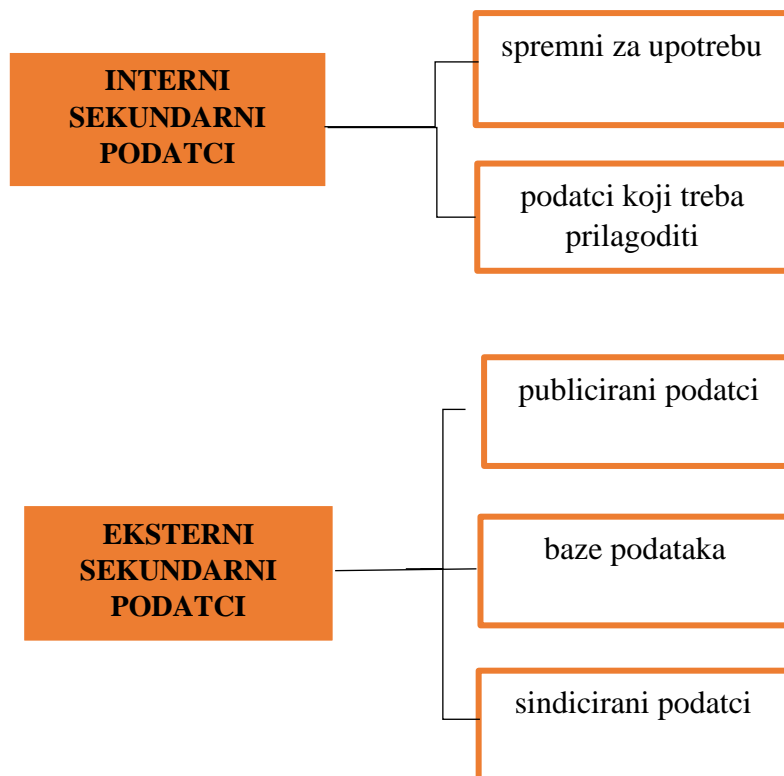 INTERNI
SEKUNDARNI
PODATCI
spremni za upotrebu
podatci koji treba
prilagoditi
EKSTERNI
SEKUNDARNI
PODATCI
publicirani podatci
baze podataka
sindicirani podatci